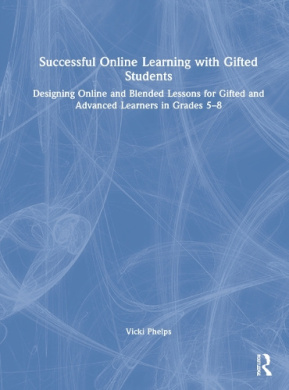 Successful Online Learning with Gifted
Students
Designing Online and Blended Lessons for Gifted and
Advanced Learners in Grades 5–8
Vicki Phelps
R